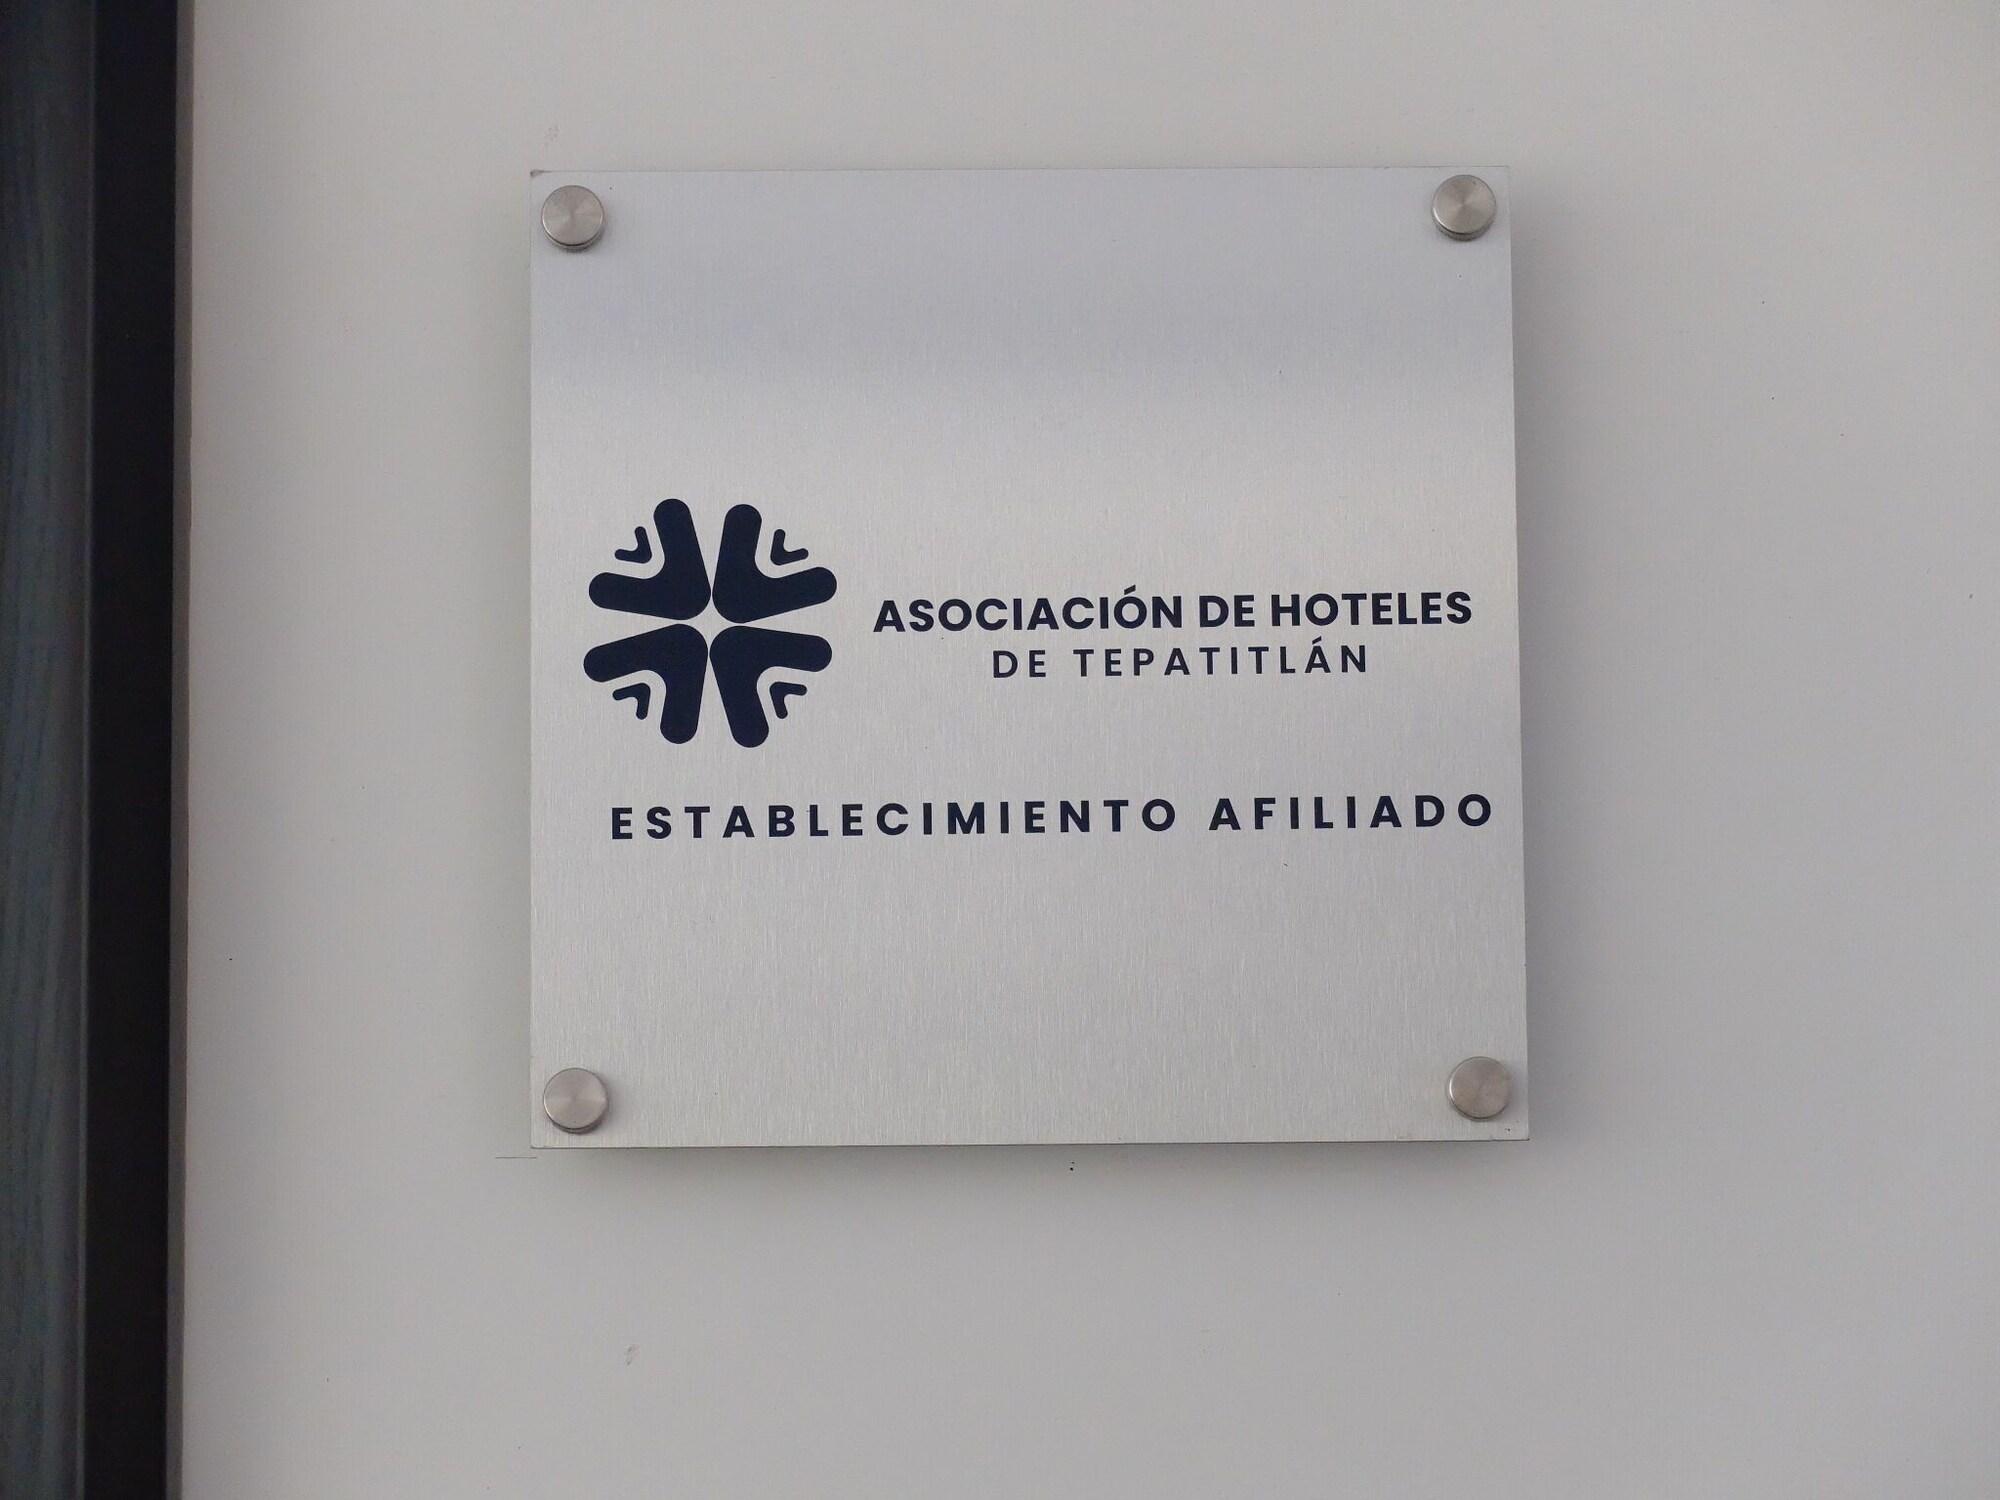 ASOCIACIÓN DE HOTELES
DE TEPATITLÁN
ESTABLECIMIENTO AFILIADO